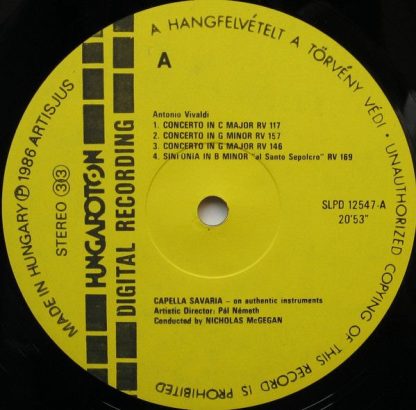 MADE IN HUNGARY Ⓟ 1986 ARTISJUS
A HANGFELVÉTELT A TÖRVÉNY VÉDI • UNAUTHORIZED COPYING OF THIS RECORD IS PROHIBITED
STEREO 33
HUNGAROTON
DIGITAL RECORDING
A
Antonio Vivaldi
1. CONCERTO IN C MAJOR RV 117
2. CONCERTO IN G MINOR RV 157
3. CONCERTO IN G MAJOR RV 146
4. SINFONIA IN B MINOR "al Santo Sepolcro" RV 169
SLPD 12547-A
20'53"
CAPELLA SAVARIA – on authentic instruments
Artistic Director: Pál Németh
Conducted by NICHOLAS McGEGAN